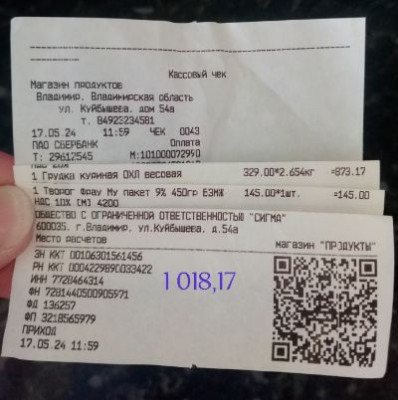 Кассовый чек
Магазин ПРОДУКТОВ
Владимир. Владимирская область
ул. Куйбышева, дом 54а
т. 84923234581
17.05.24 11:59 ЧЕК 0043
ПАО СБЕРБАНК Оплата
Т: 29612545 М:101000072990
1 Грудка куриная ОХЛ весовая 329.00*2.654кг =873.17
1 Творог Фрау Му пакет 9% 450гр БЗМЖ 145.00*1шт. =145.00
НДС 10% [М] 4200
ОБЩЕСТВО С ОГРАНИЧЕННОЙ ОТВЕТСТВЕННОСТЬЮ "СИГМА"
600035. г.Владимир. ул.Куйбышева, д.54а
Место расчетов магазин "ПРОДУКТЫ"
ЗН ККТ 00106301561456
РН ККТ 0004229890033422
ИНН 7728464314
ФН 7281440500905971
ФД 136257
ФП 3218565979
ПРИХОД
17.05.24 11:59
1 018,17